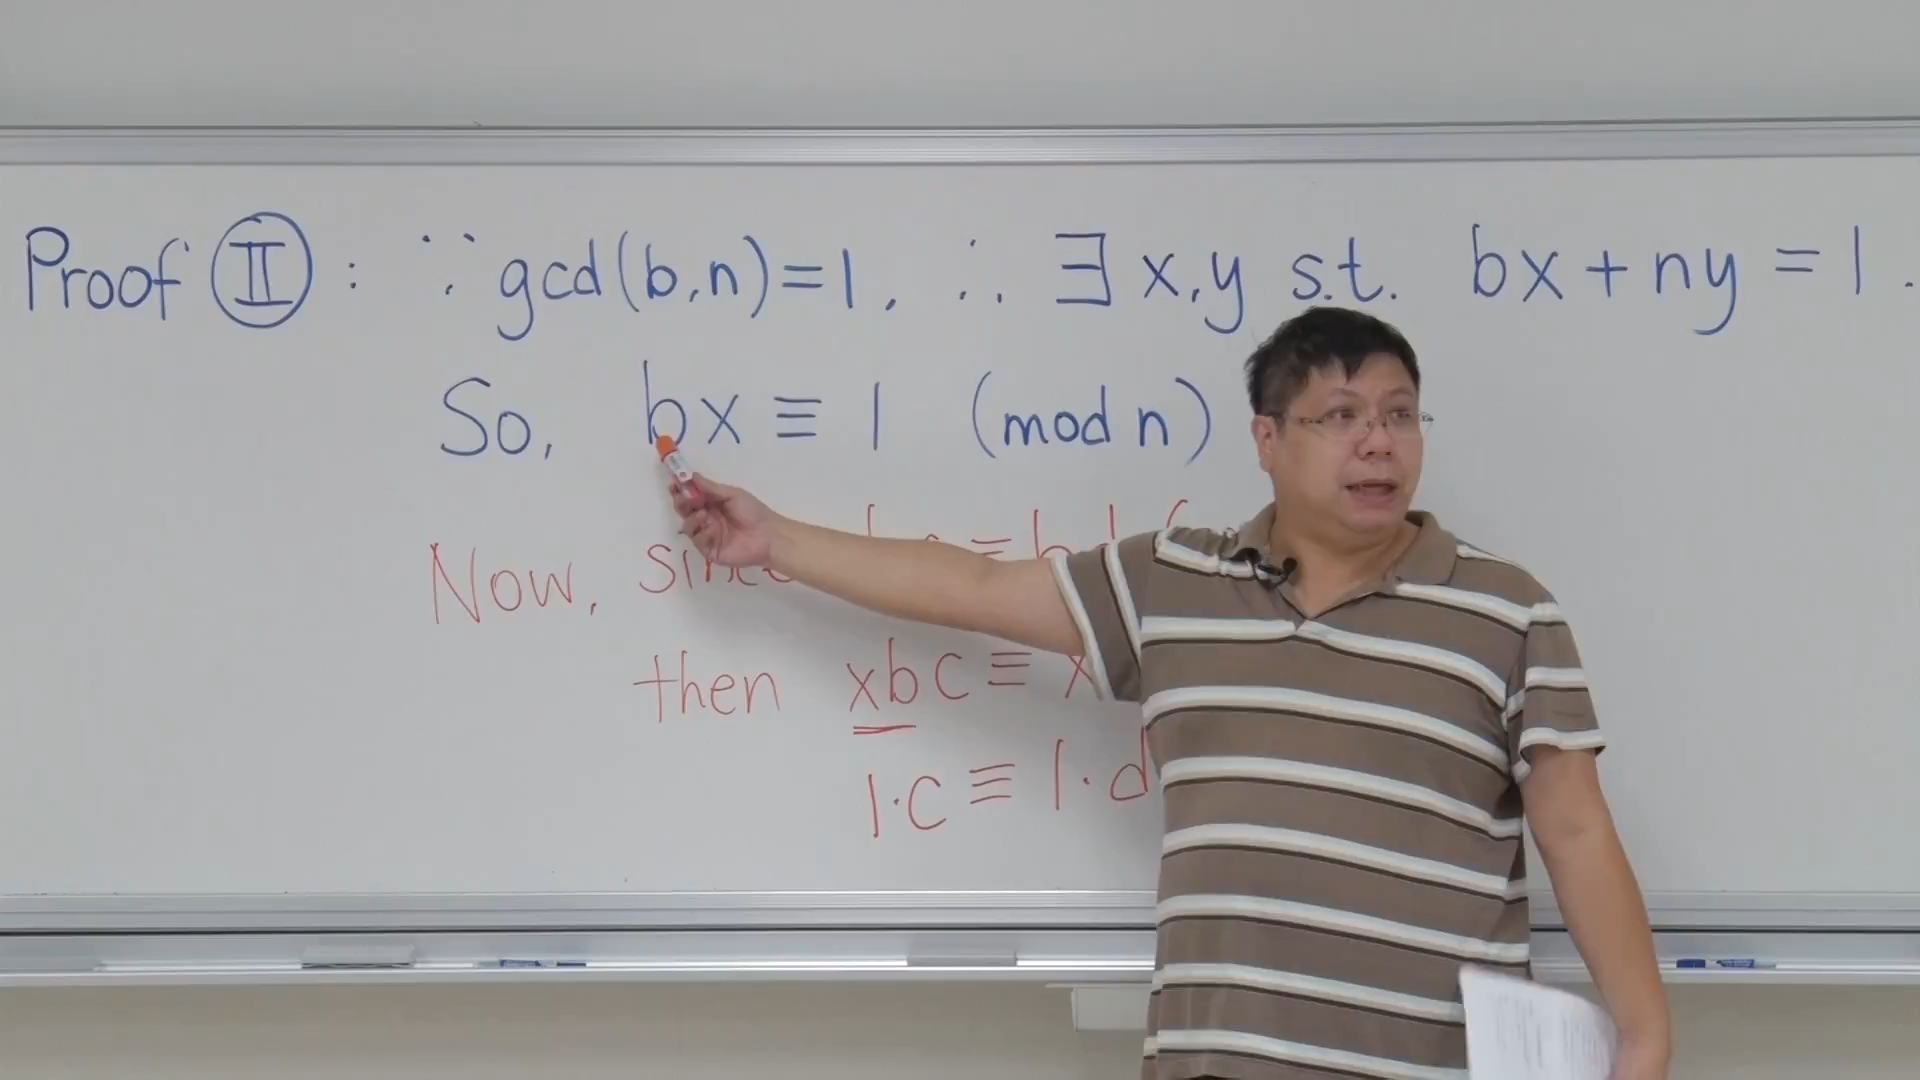 Proof Ⓘ︎Ⅱ : ∵ gcd(b,n)=1, ∴ ∃ x,y s.t. bx+ny=1.
So, bx ≡ 1 (mod n)
Now, since ≡
then xbc ≡ x
1·c ≡ 1·d